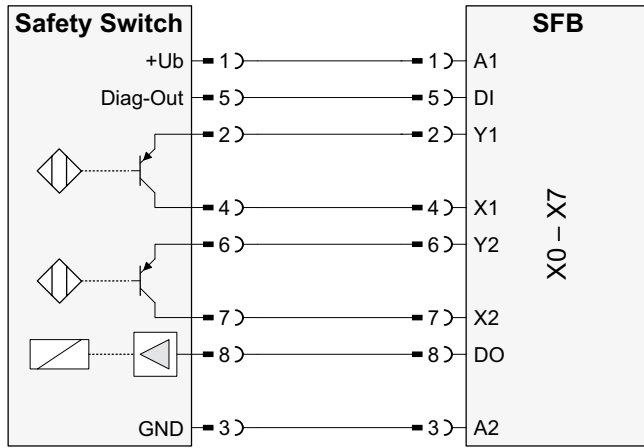 Safety Switch SFB
+Ub 1 1 A1
Diag-Out 5 5 DI
2 2 Y1
4 4 X1
6 6 Y2
7 7 X2
8 8 DO
GND 3 3 A2
X0 – X7